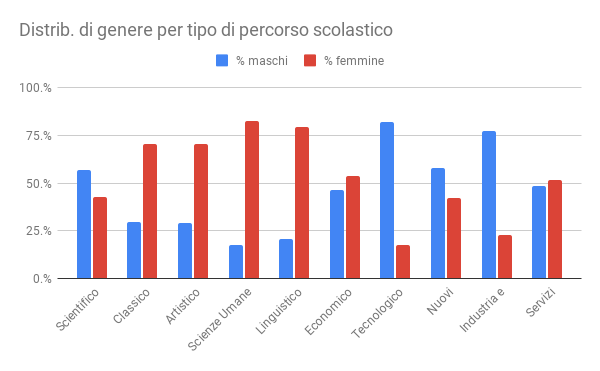 Distrib. di genere per tipo di percorso scolastico
% maschi % femmine
100.%
75.%
50.%
25.%
0.%
Scientifico
Classico
Artistico
Scienze Umane
Linguistico
Economico
Tecnologico
Nuovi
Industria e
Servizi